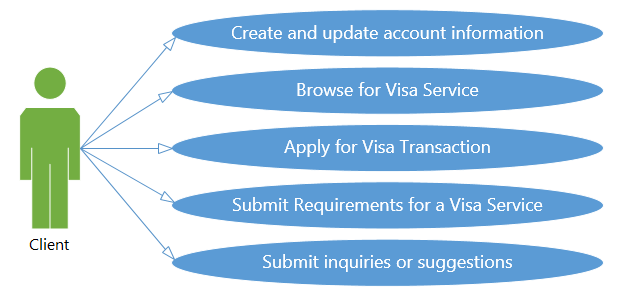 Create and update account information
Browse for Visa Service
Apply for Visa Transaction
Submit Requirements for a Visa Service
Client
Submit inquiries or suggestions